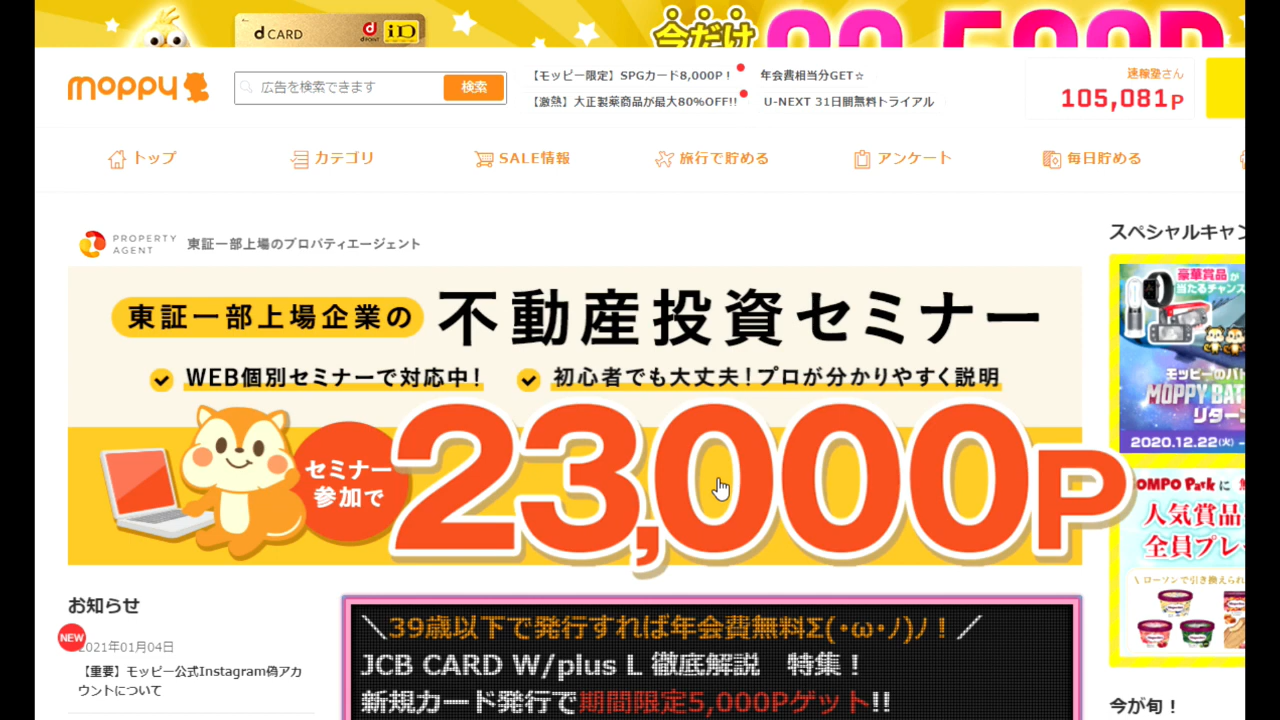 d CARD
d
d POINT
iD
今だけ
moppy
広告を検索できます
検索
【モッピー限定】SPGカード8,000P！
年会費相当分GET☆
【激熱】大正製薬商品が最大80%OFF!!
U-NEXT 31日間無料トライアル
速輪塾さん
105,081P
トップ
カテゴリ
SALE情報
旅行で貯める
アンケート
毎日貯める
PROPERTY
AGENT
東証一部上場のプロパティエージェント
スペシャルキャン
東証一部上場企業の
不動産投資セミナー
WEB個別セミナーで対応中！
初心者でも大丈夫！プロが分かりやすく説明
セミナー
参加で
23,000P
豪華賞品が
当たるチャンス
モッピーのバト
MOPPY BAT
リター
2020.12.22(火) -
OMPO Parkに
人気賞品
全員プレ
\ ローソンで引き換えられ
お知らせ
NEW
2021年01月04日
【重要】モッピー公式Instagram偽アカ
ウントについて
＼39歳以下で発行すれば年会費無料Σ(･ω･ﾉ)ﾉ！／
JCB CARD W/plus L 徹底解説　特集！
新規カード発行で期間限定5,000Pゲット!!
今が旬！